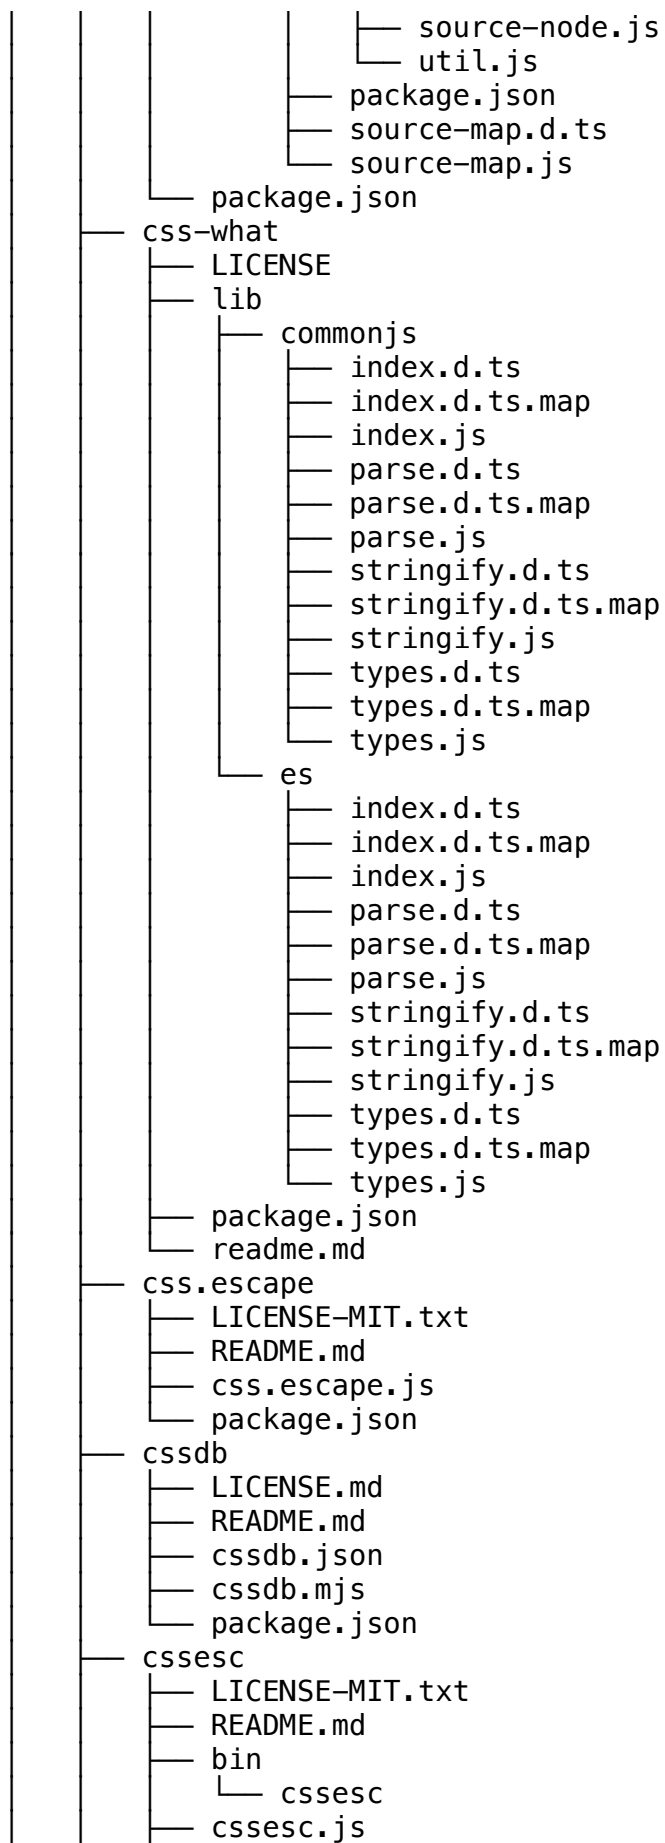 │   │   │       │   ├── source-node.js
│   │   │       │   └── util.js
│   │   │       ├── package.json
│   │   │       ├── source-map.d.ts
│   │   │       └── source-map.js
│   │   └── package.json
│   ├── css-what
│   │   ├── LICENSE
│   │   ├── lib
│   │   │   ├── commonjs
│   │   │   │   ├── index.d.ts
│   │   │   │   ├── index.d.ts.map
│   │   │   │   ├── index.js
│   │   │   │   ├── parse.d.ts
│   │   │   │   ├── parse.d.ts.map
│   │   │   │   ├── parse.js
│   │   │   │   ├── stringify.d.ts
│   │   │   │   ├── stringify.d.ts.map
│   │   │   │   ├── stringify.js
│   │   │   │   ├── types.d.ts
│   │   │   │   ├── types.d.ts.map
│   │   │   │   └── types.js
│   │   │   └── es
│   │   │       ├── index.d.ts
│   │   │       ├── index.d.ts.map
│   │   │       ├── index.js
│   │   │       ├── parse.d.ts
│   │   │       ├── parse.d.ts.map
│   │   │       ├── parse.js
│   │   │       ├── stringify.d.ts
│   │   │       ├── stringify.d.ts.map
│   │   │       ├── stringify.js
│   │   │       ├── types.d.ts
│   │   │       ├── types.d.ts.map
│   │   │       └── types.js
│   │   ├── package.json
│   │   └── readme.md
│   ├── css.escape
│   │   ├── LICENSE-MIT.txt
│   │   ├── README.md
│   │   ├── css.escape.js
│   │   └── package.json
│   ├── cssdb
│   │   ├── LICENSE.md
│   │   ├── README.md
│   │   ├── cssdb.json
│   │   ├── cssdb.mjs
│   │   └── package.json
│   ├── cssesc
│   │   ├── LICENSE-MIT.txt
│   │   ├── README.md
│   │   ├── bin
│   │   │   └── cssesc
│   │   ├── cssesc.js